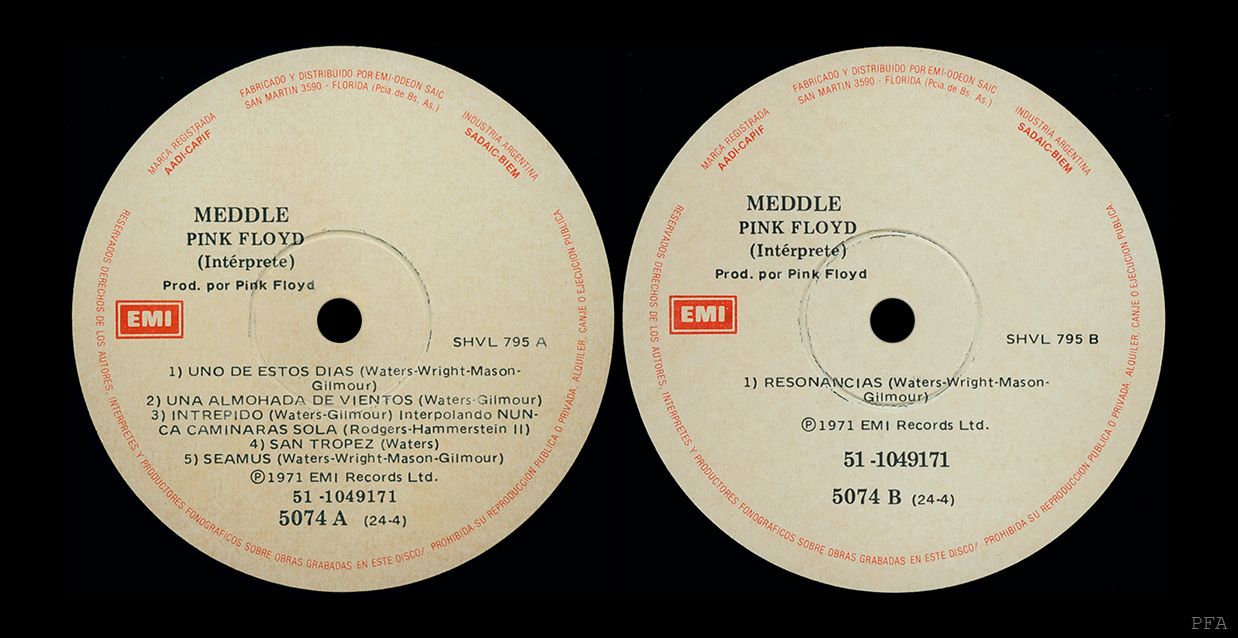 FABRICADO Y DISTRIBUIDO POR EMI-ODEON SAIC
SAN MARTIN 3590 - FLORIDA (Pcia. de Bs. As.)
MARCA REGISTRADA
AADI-CAPIF
INDUSTRIA ARGENTINA
SADAIC-BIEM
MEDDLE
PINK FLOYD
(Intérprete)
Prod. por Pink Floyd
EMI
SHVL 795 A
1) UNO DE ESTOS DIAS (Waters-Wright-Mason-
Gilmour)
2) UNA ALMOHADA DE VIENTOS (Waters-Gilmour)
3) INTREPIDO (Waters-Gilmour) Interpolando NUN-
CA CAMINARAS SOLA (Rodgers-Hammerstein II)
4) SAN TROPEZ (Waters)
5) SEAMUS (Waters-Wright-Mason-Gilmour)
Ⓟ1971 EMI Records Ltd.
51 -1049171
5074 A (24-4)
RESERVADOS DERECHOS DE LOS AUTORES, INTERPRETES Y PRODUCTORES FONOGRAFICOS SOBRE OBRAS GRABADAS EN ESTE DISCO/. PROHIBIDA SU REPRODUCCION PUBLICA O PRIVADA, ALQUILER, CANJE O EJECUCION PUBLICA
FABRICADO Y DISTRIBUIDO POR EMI-ODEON SAIC
SAN MARTIN 3590 - FLORIDA (Pcia. de Bs. As.)
MARCA REGISTRADA
AADI-CAPIF
INDUSTRIA ARGENTINA
SADAIC-BIEM
MEDDLE
PINK FLOYD
(Intérprete)
Prod. por Pink Floyd
EMI
SHVL 795 B
1) RESONANCIAS (Waters-Wright-Mason-
Gilmour)
Ⓟ1971 EMI Records Ltd.
51 -1049171
5074 B (24-4)
RESERVADOS DERECHOS DE LOS AUTORES, INTERPRETES Y PRODUCTORES FONOGRAFICOS SOBRE OBRAS GRABADAS EN ESTE DISCO/. PROHIBIDA SU REPRODUCCION PUBLICA O PRIVADA, ALQUILER, CANJE O EJECUCION PUBLICA
PFA